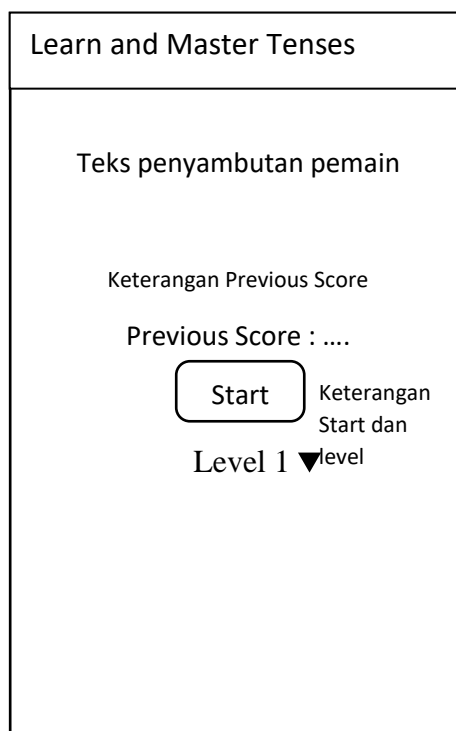 Learn and Master Tenses
Teks penyambutan pemain
Keterangan Previous Score
Previous Score : ....
Start
Keterangan
Start dan
level
Level 1 ▼